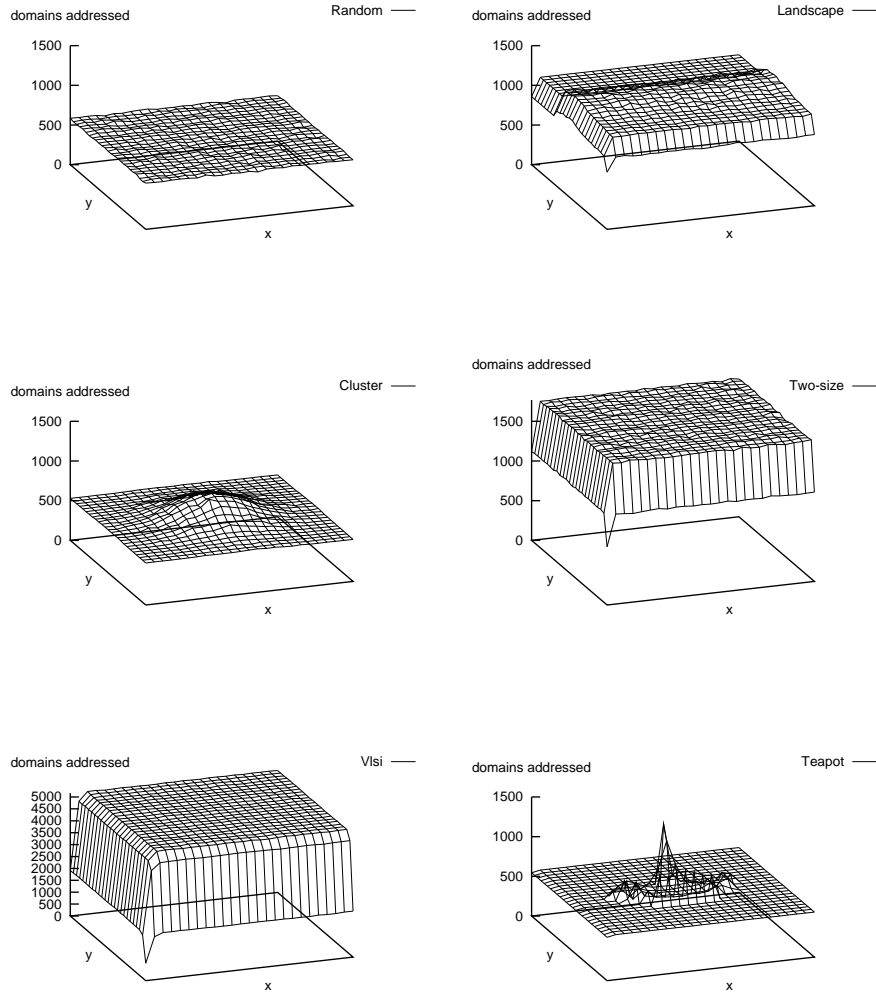 domains addressed
Random
1500
1000
500
0
y
x
domains addressed
Landscape
1500
1000
500
0
y
x
domains addressed
Cluster
1500
1000
500
0
y
x
domains addressed
Two-size
1500
1000
500
0
y
x
domains addressed
Vlsi
5000
4500
4000
3500
3000
2500
2000
1500
1000
500
0
y
x
domains addressed
Teapot
1500
1000
500
0
y
x